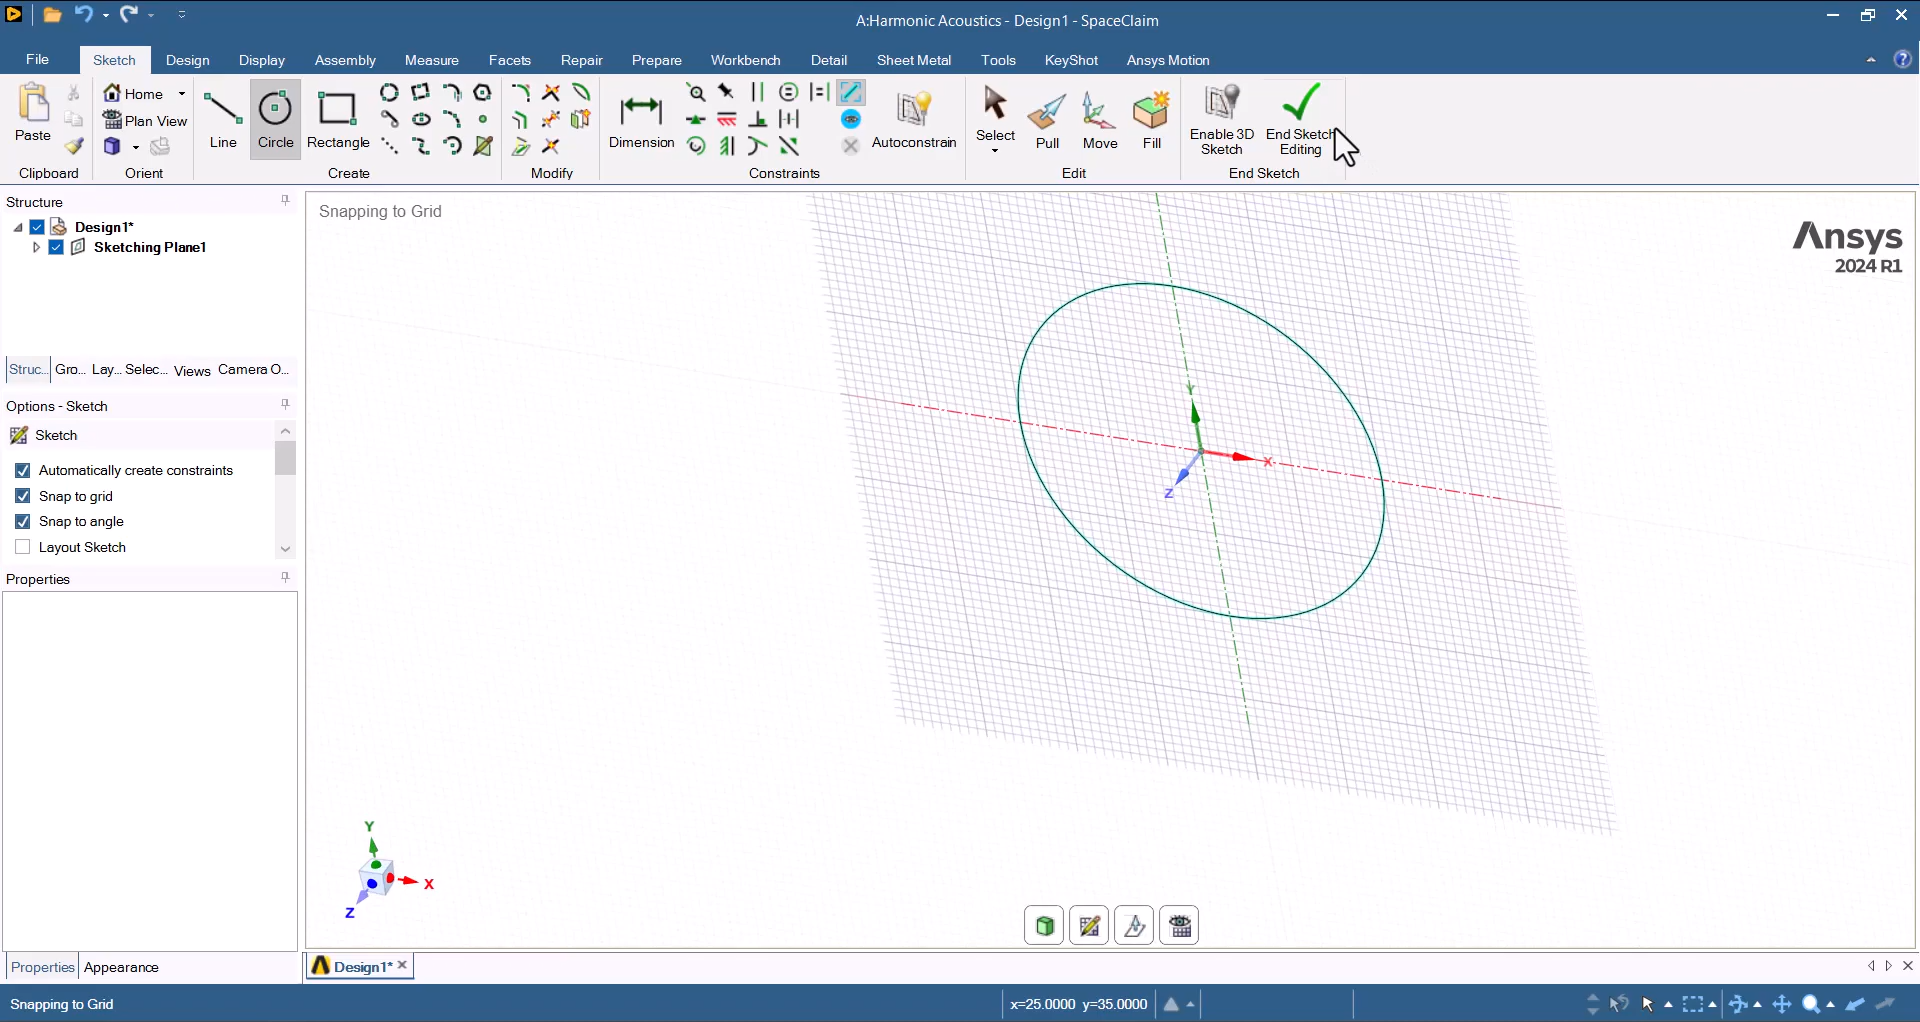 A:Harmonic Acoustics - Design1 - SpaceClaim
File Sketch Design Display Assembly Measure Facets Repair Prepare Workbench Detail Sheet Metal Tools KeyShot Ansys Motion
Home
Plan View
Paste Line Circle Rectangle Dimension Autoconstrain Select Pull Move Fill Enable 3D Sketch End Sketch Editing
Clipboard Orient Create Modify Constraints Edit End Sketch
Structure
Design1*
Sketching Plane1
Struc... Gro... Lay... Selec... Views Camera O...
Options - Sketch
Sketch
Automatically create constraints
Snap to grid
Snap to angle
Layout Sketch
Properties
Properties Appearance
Snapping to Grid
Ansys
2024 R1
Y
X
Z
Y
X
Z
Design1*
Snapping to Grid
x=25.0000 y=35.0000